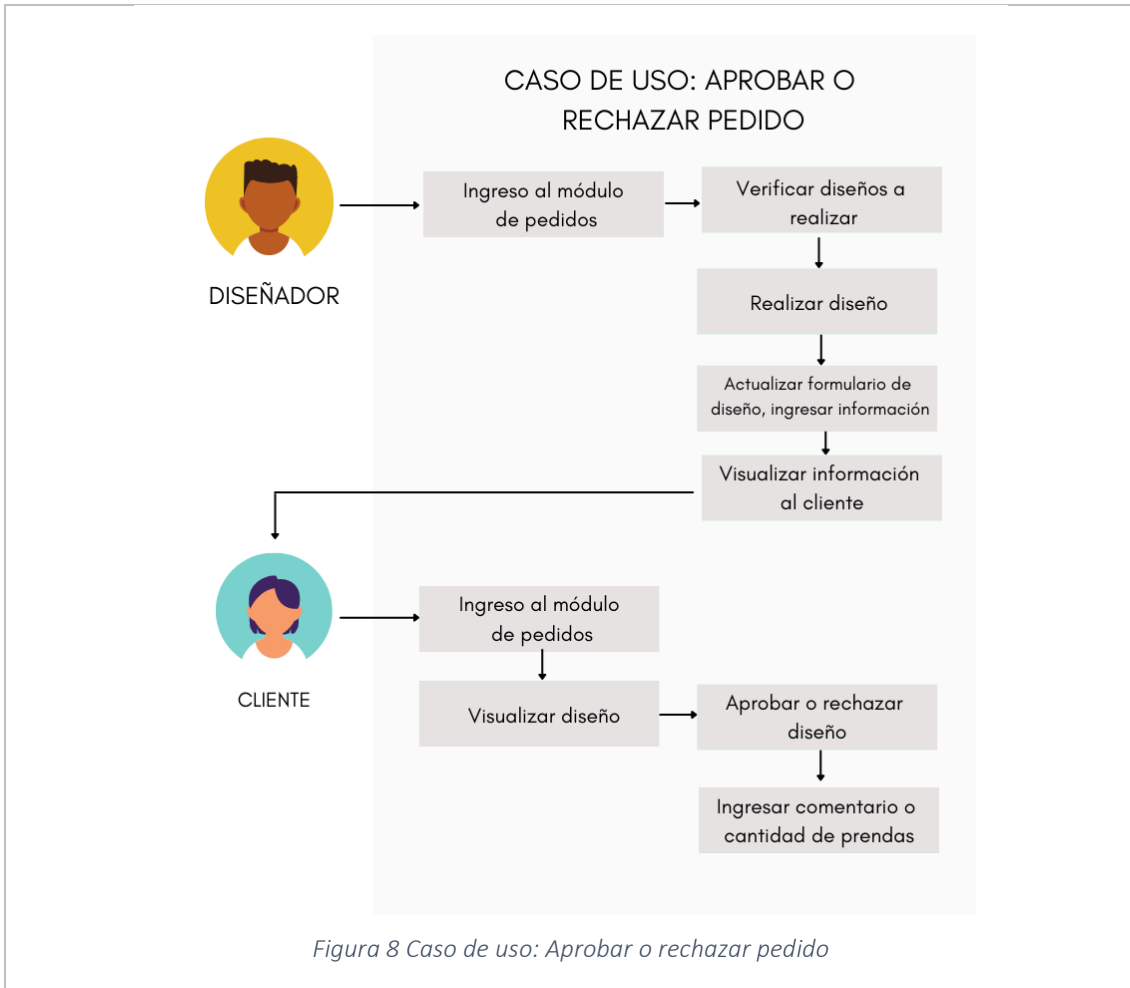 CASO DE USO: APROBAR O
RECHAZAR PEDIDO
Ingreso al módulo
de pedidos
Verificar diseños a
realizar
DISEÑADOR
Realizar diseño
Actualizar formulario de
diseño, ingresar información
Visualizar información
al cliente
Ingreso al módulo
de pedidos
CLIENTE
Visualizar diseño
Aprobar o rechazar
diseño
Ingresar comentario o
cantidad de prendas
Figura 8 Caso de uso: Aprobar o rechazar pedido